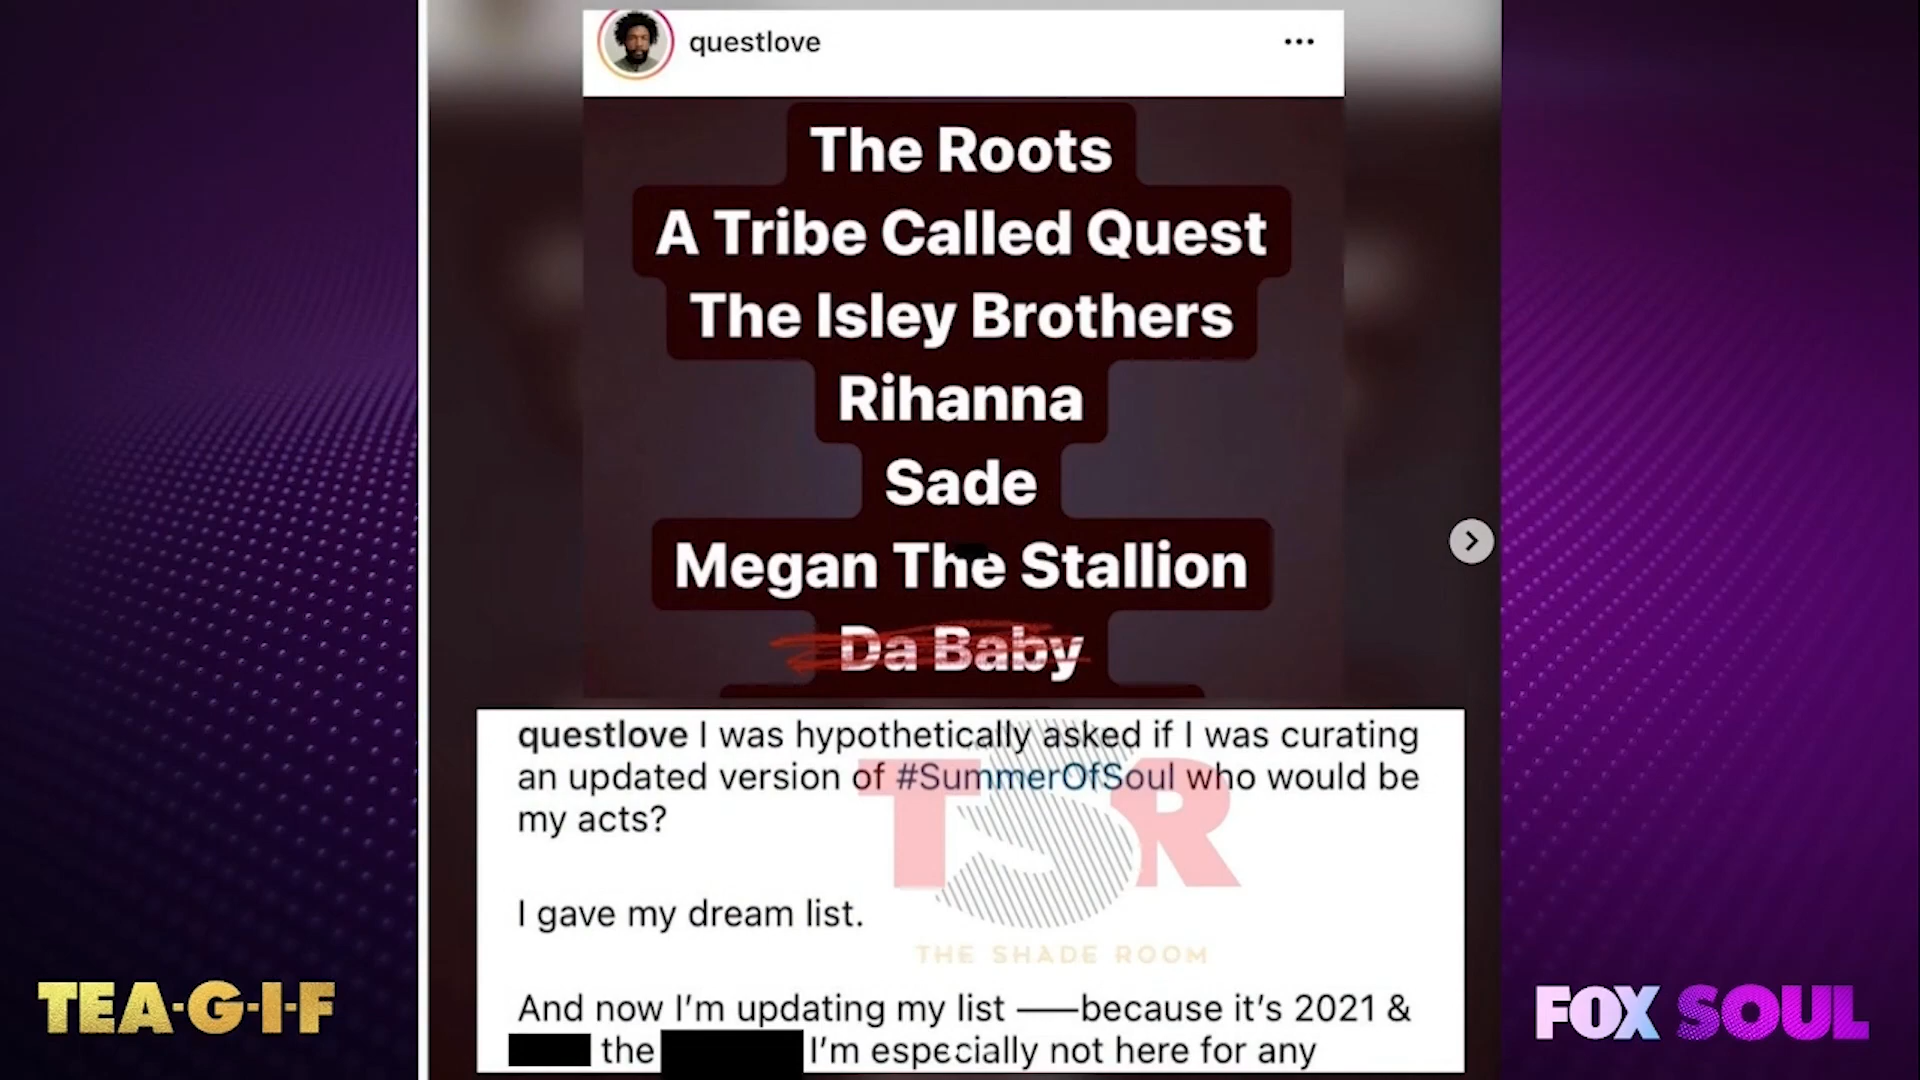 questlove
The Roots
A Tribe Called Quest
The Isley Brothers
Rihanna
Sade
Megan The Stallion
Da Baby
questlove I was hypothetically asked if I was curating
an updated version of #SummerOfSoul who would be
my acts?
TSR
I gave my dream list.
THE SHADE ROOM
And now I’m updating my list ——because it’s 2021 &
the I’m especially not here for any
TEA-G-I-F
FOX SOUL